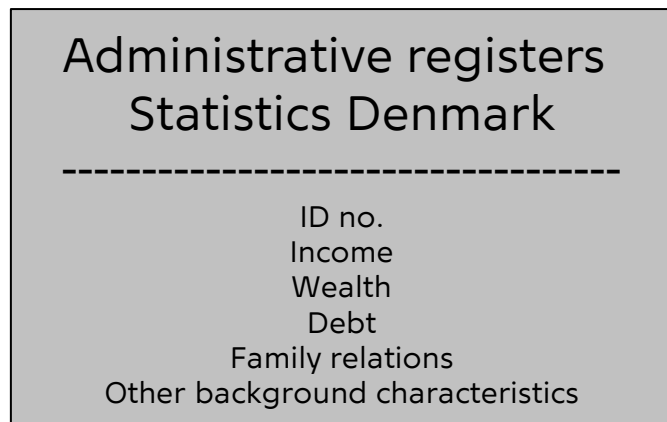 Administrative registers
Statistics Denmark
-----------------------------------
ID no.
Income
Wealth
Debt
Family relations
Other background characteristics